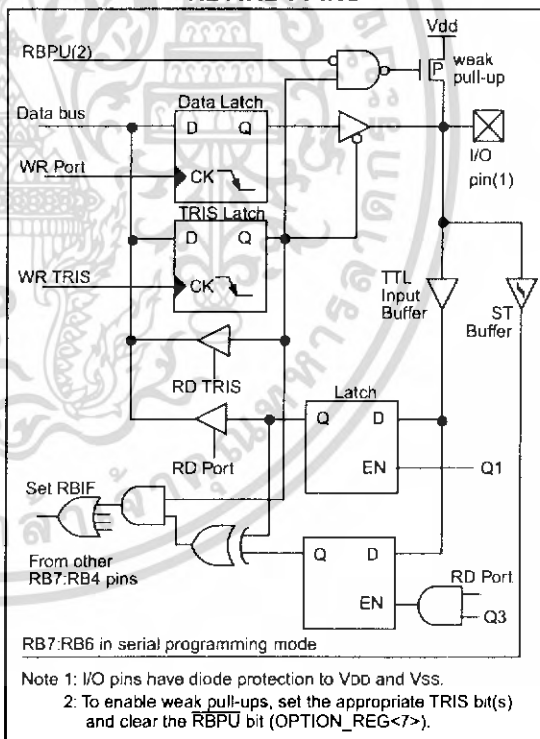 RBPU(2)
Vdd
weak
pull-up
P
Data bus
Data Latch
D Q
WR Port
CK
I/O
pin(1)
TRIS Latch
D Q
WR TRIS
CK
TTL
Input
Buffer
ST
Buffer
RD TRIS
Latch
Q D
RD Port
EN
Q1
Set RBIF
From other
RB7:RB4 pins
Q D
RD Port
EN
Q3
RB7:RB6 in serial programming mode
Note 1: I/O pins have diode protection to VDD and VSS.
2: To enable weak pull-ups, set the appropriate TRIS bit(s)
and clear the RBPU bit (OPTION_REG<7>).